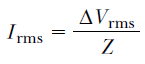 I_rms = ΔV_rms / Z